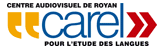 CENTRE AUDIOVISUEL DE ROYAN
carel
POUR L'ETUDE DES LANGUES